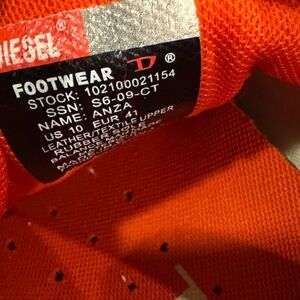 DIESEL®
FOOTWEAR D®
STOCK: 102100021154
SSN: S6-09-CT
NAME: ANZA
US 10 EUR 41
LEATHER/TEXTILE UPPER
RUBBER SOLE
BALANCE